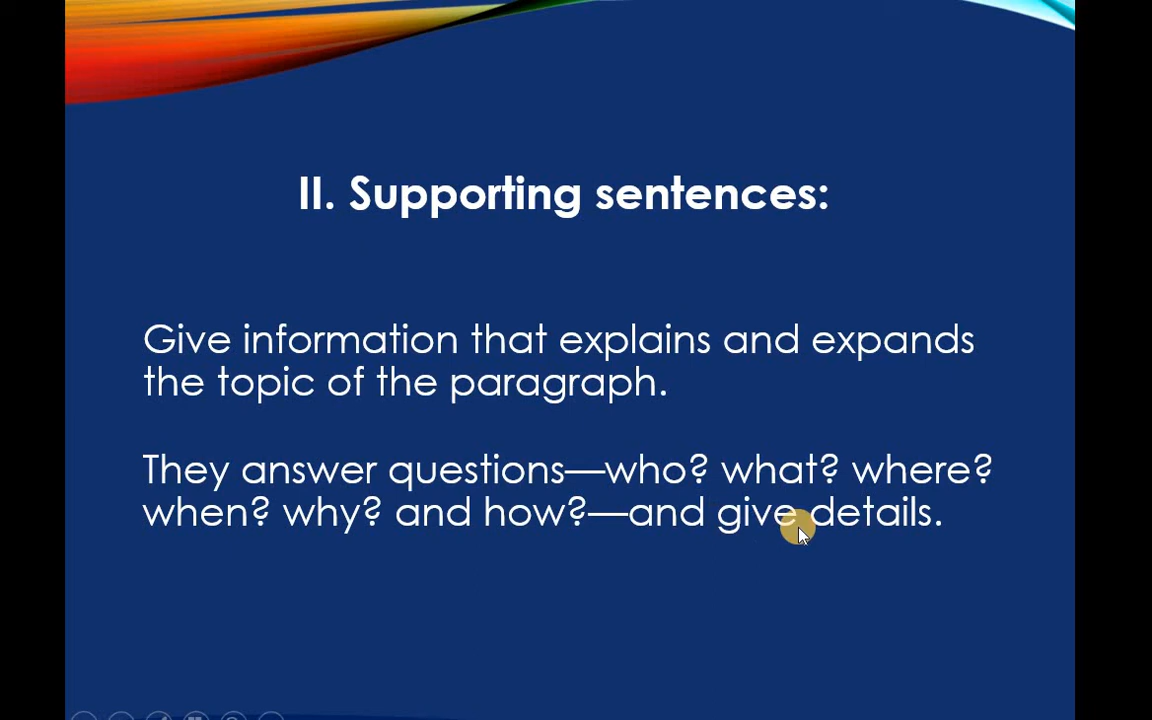 II. Supporting sentences:
Give information that explains and expands
the topic of the paragraph.
They answer questions—who? what? where?
when? why? and how?—and give details.